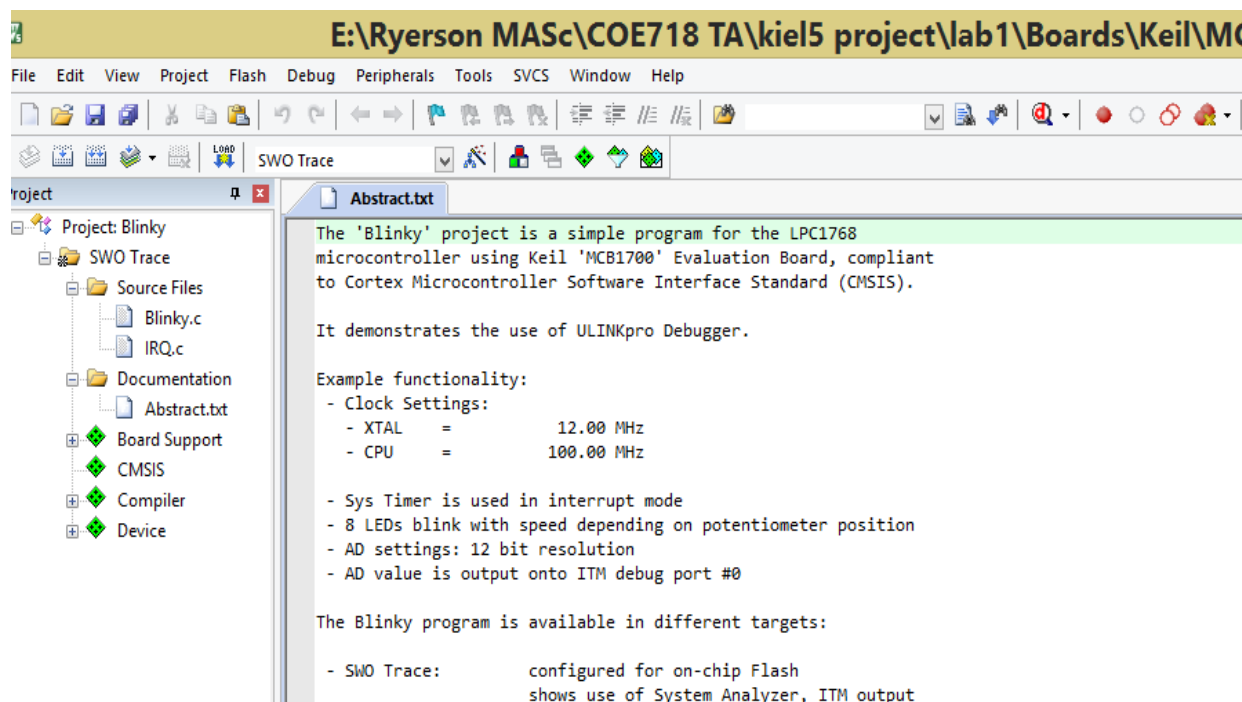 E:\Ryerson MASc\COE718 TA\kiel5 project\lab1\Boards\Keil\MC
File Edit View Project Flash Debug Peripherals Tools SVCS Window Help
LOAD SWO Trace
Project
Abstract.txt
Project: Blinky
SWO Trace
Source Files
Blinky.c
IRQ.c
Documentation
Abstract.txt
Board Support
CMSIS
Compiler
Device
The 'Blinky' project is a simple program for the LPC1768
microcontroller using Keil 'MCB1700' Evaluation Board, compliant
to Cortex Microcontroller Software Interface Standard (CMSIS).
It demonstrates the use of ULINKpro Debugger.
Example functionality:
- Clock Settings:
- XTAL = 12.00 MHz
- CPU = 100.00 MHz
- Sys Timer is used in interrupt mode
- 8 LEDs blink with speed depending on potentiometer position
- AD settings: 12 bit resolution
- AD value is output onto ITM debug port #0
The Blinky program is available in different targets:
- SWO Trace: configured for on-chip Flash
shows use of System Analyzer, ITM output